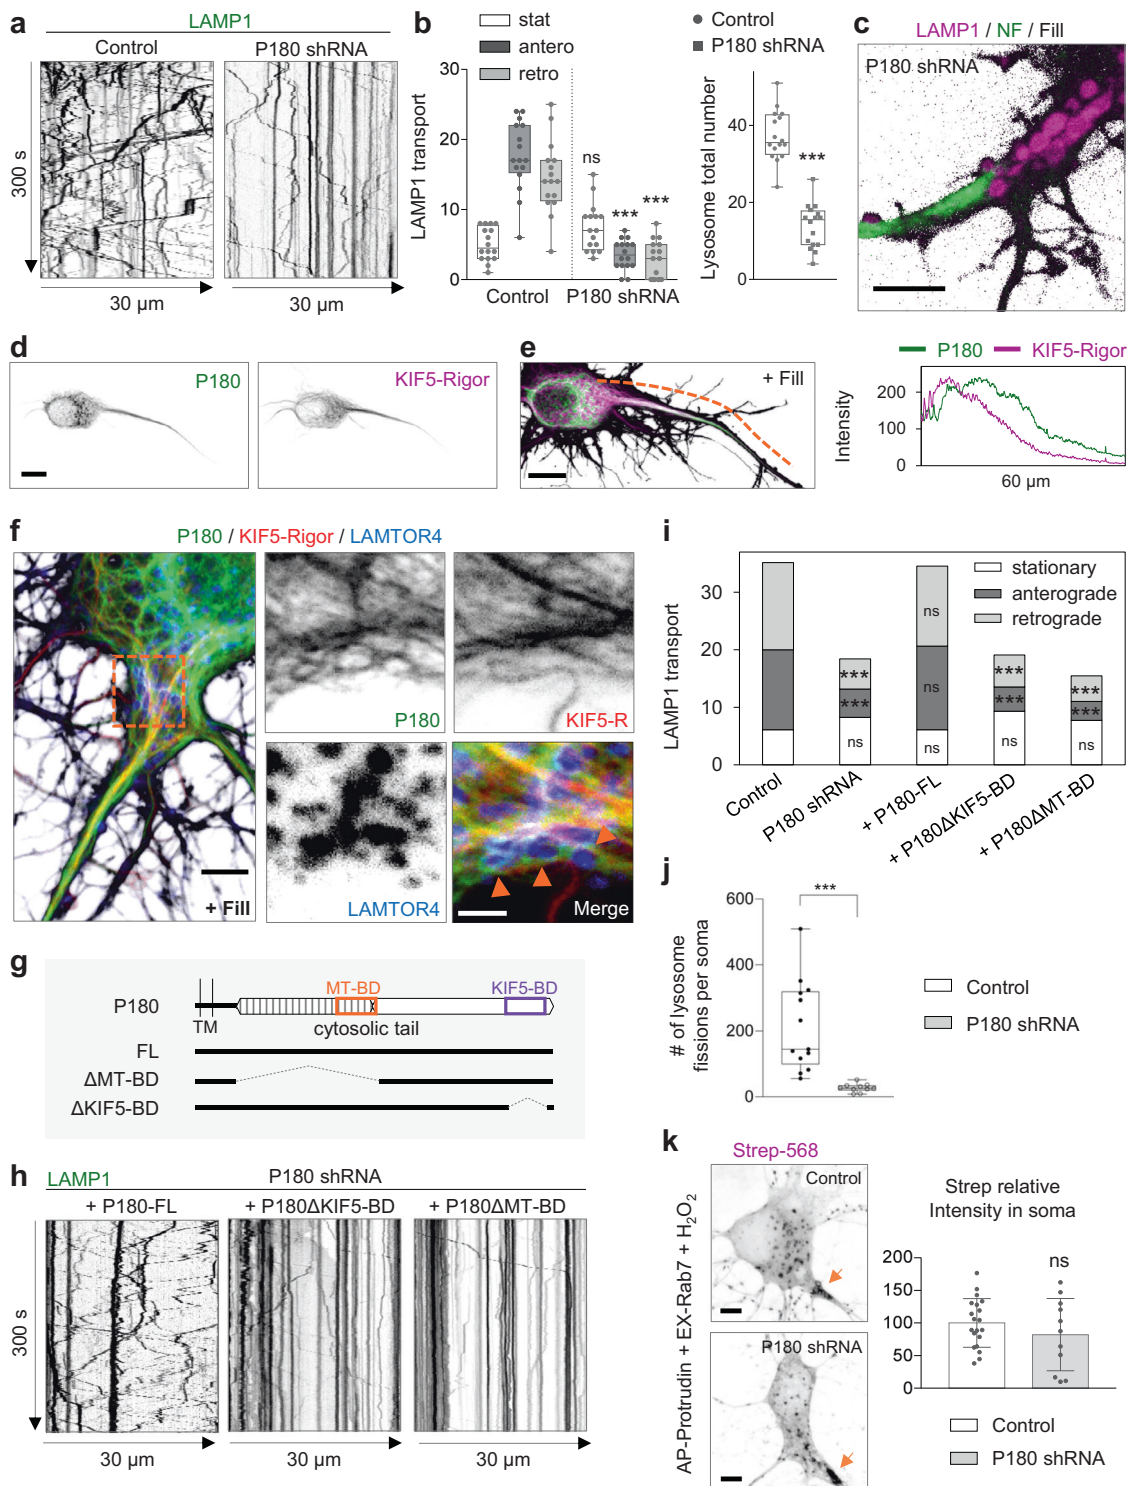 a
LAMP1
Control
P180 shRNA
300 s
30 µm
30 µm
b
stat
antero
retro
Control
P180 shRNA
LAMP1 transport
30
20
10
0
ns
***
***
Control
P180 shRNA
Lysosome total number
40
20
0
***
c
LAMP1 / NF / Fill
P180 shRNA
d
P180
KIF5-Rigor
e
+ Fill
P180
KIF5-Rigor
Intensity
200
100
0
60 µm
f
P180 / KIF5-Rigor / LAMTOR4
+ Fill
P180
KIF5-R
LAMTOR4
Merge
g
P180
TM
MT-BD
KIF5-BD
cytosolic tail
FL
ΔMT-BD
ΔKIF5-BD
h
LAMP1
P180 shRNA
+ P180-FL
+ P180ΔKIF5-BD
+ P180ΔMT-BD
300 s
30 µm
30 µm
30 µm
i
stationary
anterograde
retrograde
LAMP1 transport
30
20
10
0
***
***
ns
ns
ns
ns
***
***
ns
***
***
ns
Control
P180 shRNA
+ P180-FL
+ P180ΔKIF5-BD
+ P180ΔMT-BD
j
# of lysosome
fissions per soma
600
400
200
0
***
Control
P180 shRNA
k
Strep-568
AP-Protrudin + EX-Rab7 + H₂O₂
Control
P180 shRNA
Strep relative
Intensity in soma
200
150
100
50
0
ns
Control
P180 shRNA